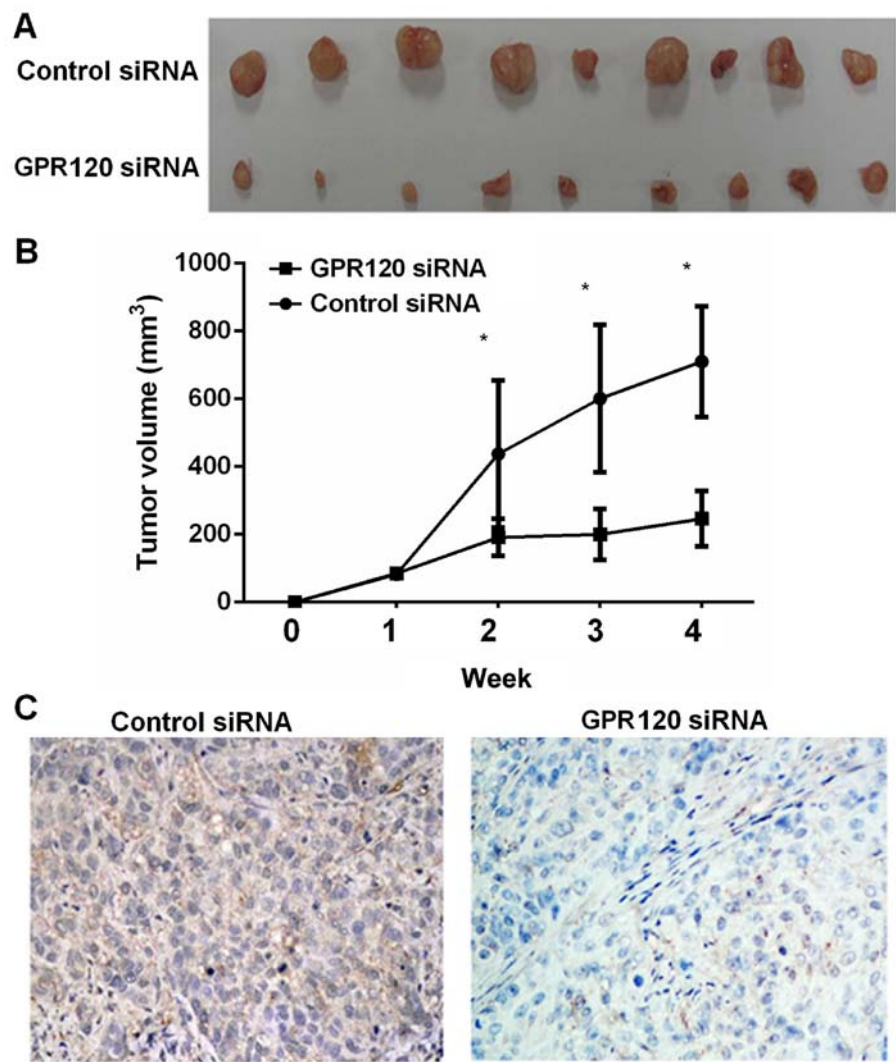 A
Control siRNA
GPR120 siRNA
B
1000
800
600
400
200
0
Tumor volume (mm³)
GPR120 siRNA
Control siRNA
*
*
*
0 1 2 3 4
Week
C
Control siRNA GPR120 siRNA